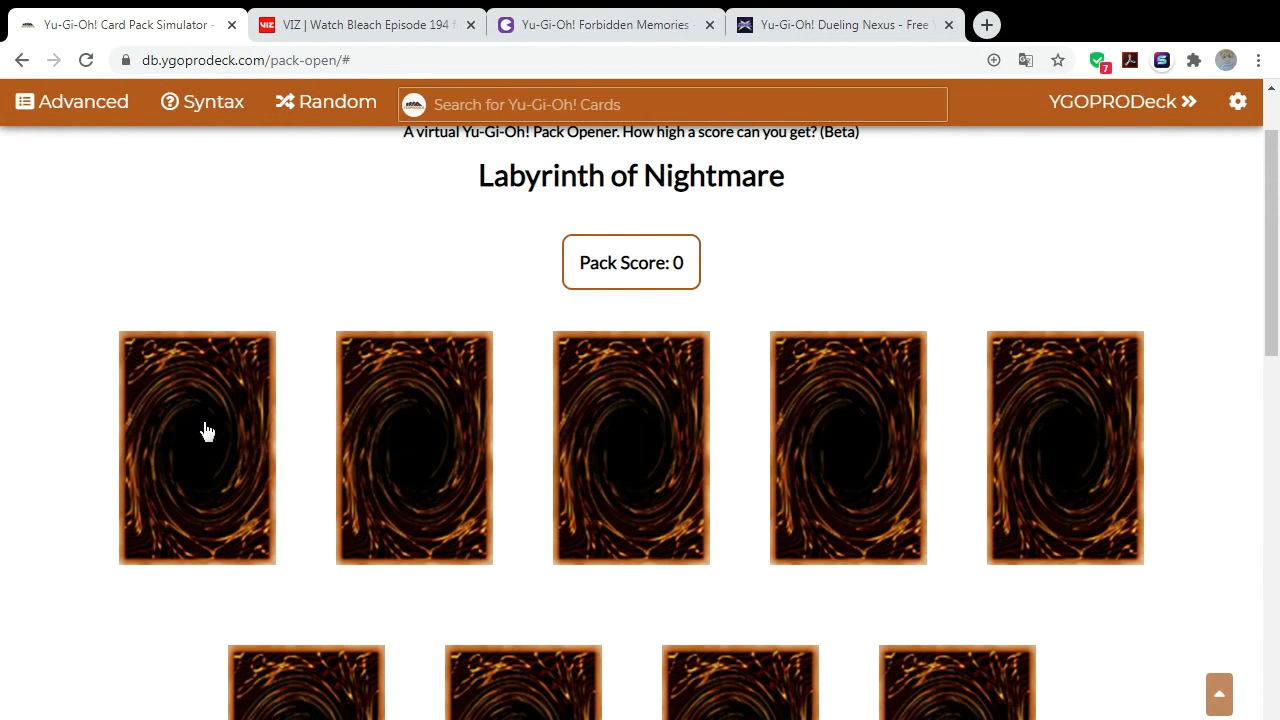 Yu-Gi-Oh! Card Pack Simulator -
VIZ | Watch Bleach Episode 194 f
Yu-Gi-Oh! Forbidden Memories -
Yu-Gi-Oh! Dueling Nexus - Free Y
db.ygoprodeck.com/pack-open/#
7
Advanced
Syntax
Random
Search for Yu-Gi-Oh! Cards
YGOPRODeck
A virtual Yu-Gi-Oh! Pack Opener. How high a score can you get? (Beta)
Labyrinth of Nightmare
Pack Score: 0